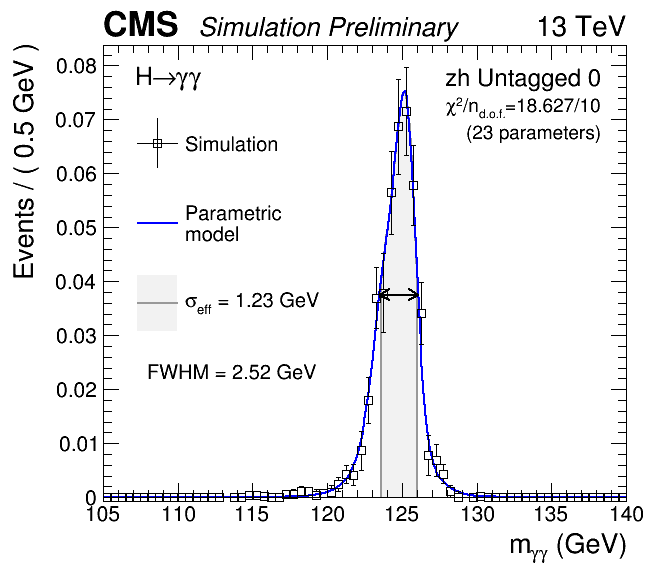 CMS Simulation Preliminary 13 TeV
H→γγ
zh Untagged 0
χ²/n_d.o.f.=18.627/10
(23 parameters)
Simulation
Parametric
model
σ_eff = 1.23 GeV
FWHM = 2.52 GeV
Events / ( 0.5 GeV )
0.08
0.07
0.06
0.05
0.04
0.03
0.02
0.01
0
105 110 115 120 125 130 135 140
m_γγ (GeV)